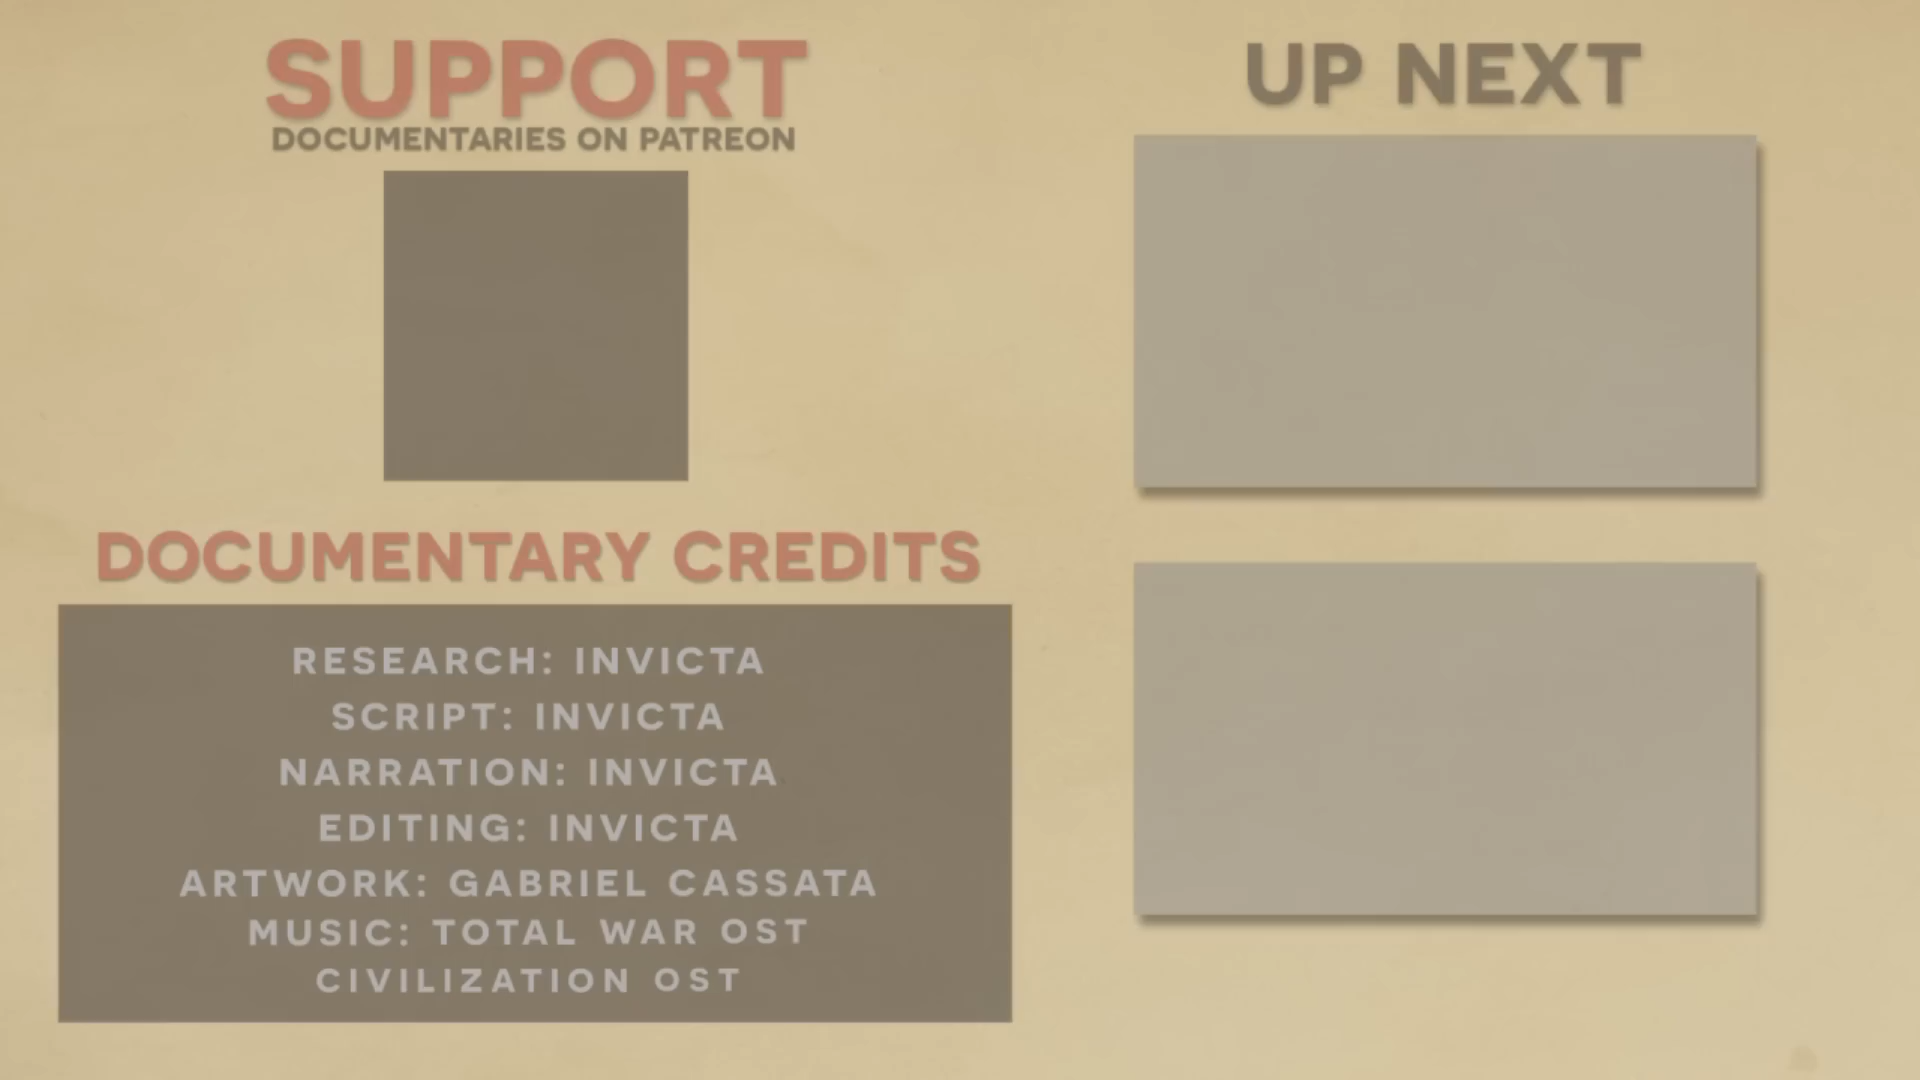 SUPPORT
DOCUMENTARIES ON PATREON
DOCUMENTARY CREDITS
RESEARCH: INVICTA
SCRIPT: INVICTA
NARRATION: INVICTA
EDITING: INVICTA
ARTWORK: GABRIEL CASSATA
MUSIC: TOTAL WAR OST
CIVILIZATION OST
UP NEXT